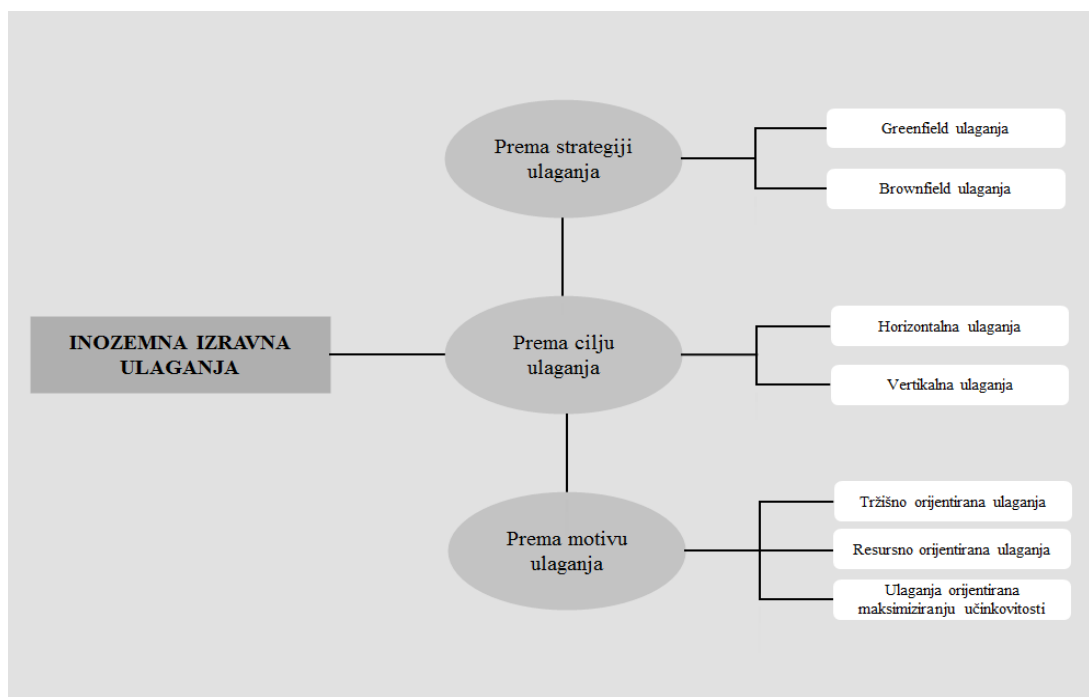 Prema strategiji
ulaganja
Greenfield ulaganja
Brownfield ulaganja
INOZEMNA IZRAVNA
ULAGANJA
Prema cilju
ulaganja
Horizontalna ulaganja
Vertikalna ulaganja
Prema motivu
ulaganja
Tržišno orijentirana ulaganja
Resursno orijentirana ulaganja
Ulaganja orijentirana
maksimiziranju učinkovitosti